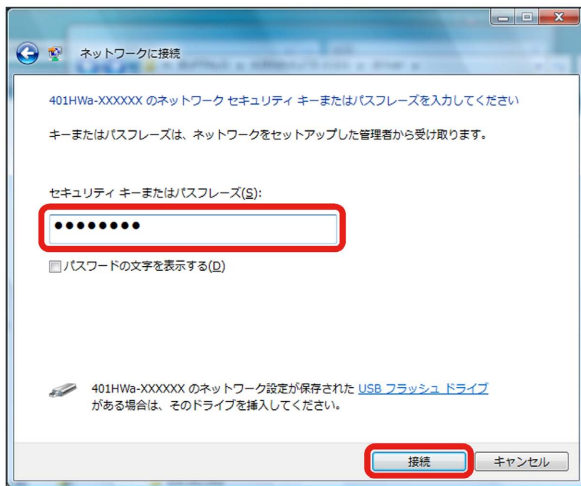 ネットワークに接続
401HWa-XXXXXX のネットワーク セキュリティ キーまたはパスフレーズを入力してください
キーまたはパスフレーズは、ネットワークをセットアップした管理者から受け取ります。
セキュリティ キーまたはパスフレーズ(S):
●●●●●●●●
パスワードの文字を表示する(D)
401HWa-XXXXXX のネットワーク設定が保存された USB フラッシュ ドライブ
がある場合は、そのドライブを挿入してください。
接続
キャンセル